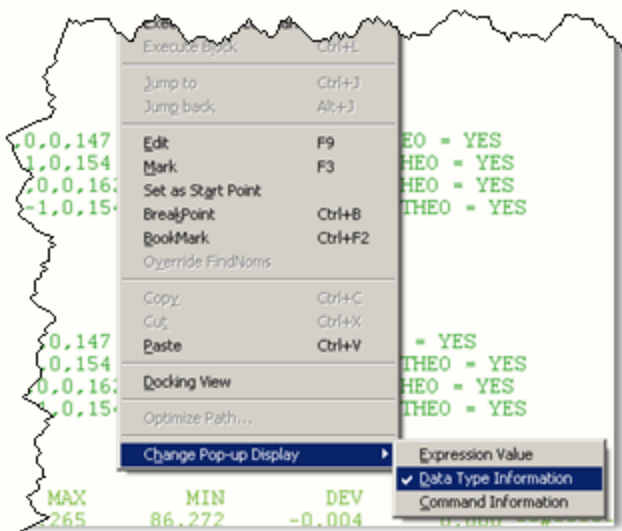 Execute Block Ctrl+L
Jump to Ctrl+J
Jump back Alt+J
,0,0,147 Edit F9 EO = YES
1,0,154 Mark F3 HEO = YES
,0,0,162 Set as Start Point HEO = YES
-1,0,154 BreakPoint Ctrl+B THEO = YES
BookMark Ctrl+F2
Override FindNoms
Copy Ctrl+C
Cut Ctrl+X
0,147 Paste Ctrl+V = YES
0,154 THEO = YES
0,0,162 Docking View HEO = YES
1,0,154 THEO = YES
Optimize Path...
Change Pop-up Display Expression Value
Data Type Information
Command Information
MAX MIN DEV
265 86.272 -0.004